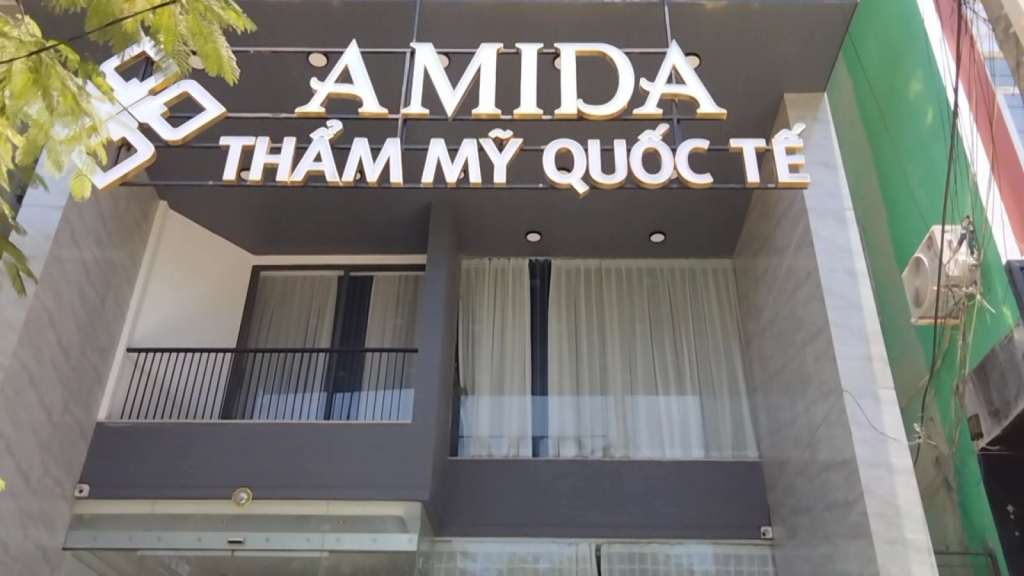 AMIDA
THẨM MỸ QUỐC TẾ